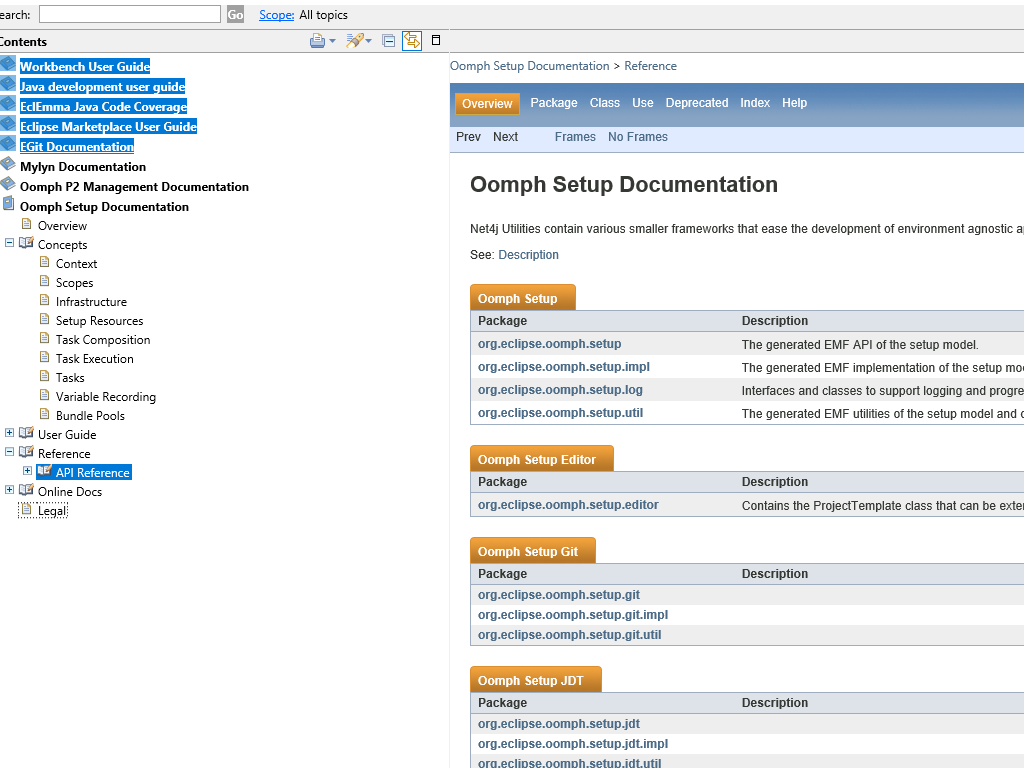 earch: Go Scope: All topics
Contents
Workbench User Guide
Java development user guide
EclEmma Java Code Coverage
Eclipse Marketplace User Guide
EGit Documentation
Mylyn Documentation
Oomph P2 Management Documentation
Oomph Setup Documentation
Overview
Concepts
Context
Scopes
Infrastructure
Setup Resources
Task Composition
Task Execution
Tasks
Variable Recording
Bundle Pools
User Guide
Reference
API Reference
Online Docs
Legal
Oomph Setup Documentation > Reference
Overview Package Class Use Deprecated Index Help
Prev Next Frames No Frames
Oomph Setup Documentation
Net4j Utilities contain various smaller frameworks that ease the development of environment agnostic a
See: Description
Oomph Setup
Package Description
org.eclipse.oomph.setup The generated EMF API of the setup model.
org.eclipse.oomph.setup.impl The generated EMF implementation of the setup mo
org.eclipse.oomph.setup.log Interfaces and classes to support logging and progre
org.eclipse.oomph.setup.util The generated EMF utilities of the setup model and
Oomph Setup Editor
Package Description
org.eclipse.oomph.setup.editor Contains the ProjectTemplate class that can be exte
Oomph Setup Git
Package Description
org.eclipse.oomph.setup.git
org.eclipse.oomph.setup.git.impl
org.eclipse.oomph.setup.git.util
Oomph Setup JDT
Package Description
org.eclipse.oomph.setup.jdt
org.eclipse.oomph.setup.jdt.impl
org.eclipse.oomph.setup.jdt.util